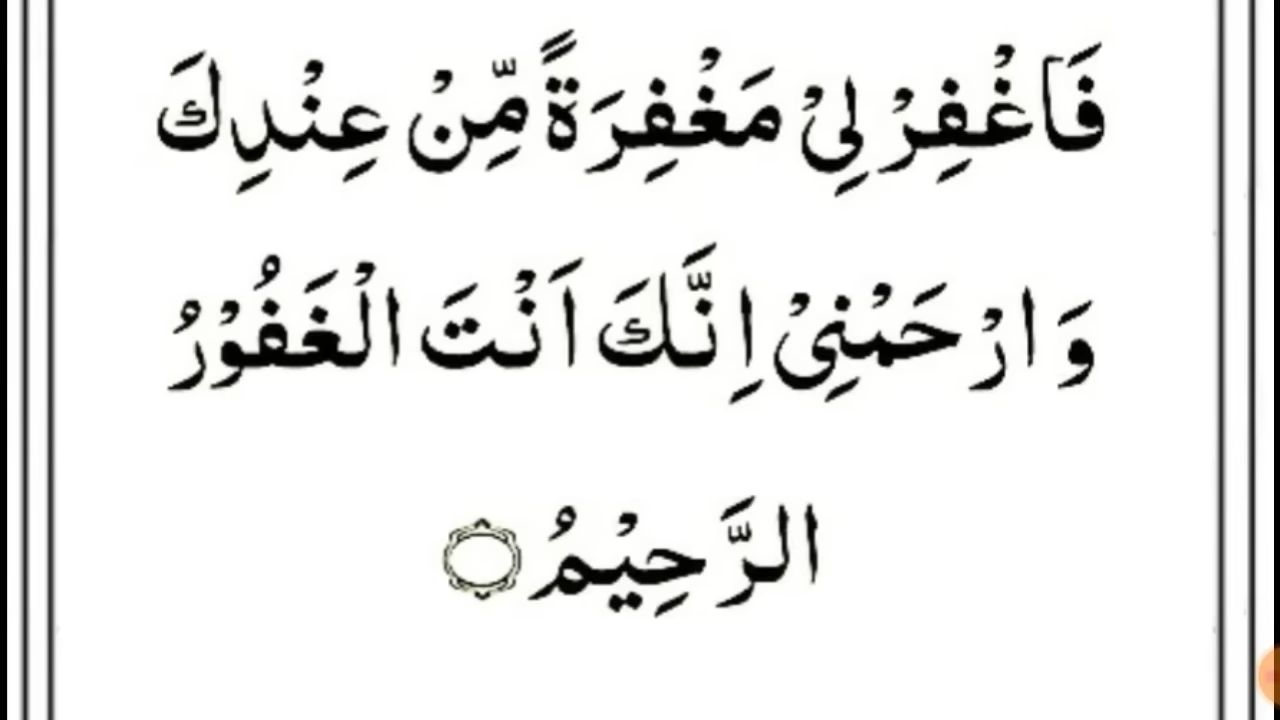 فَاغْفِرْ لِيْ مَغْفِرَةً مِّنْ عِنْدِكَ
وَارْحَمْنِيْ اِنَّكَ اَنْتَ الْغَفُوْرُ
الرَّحِيْمُ